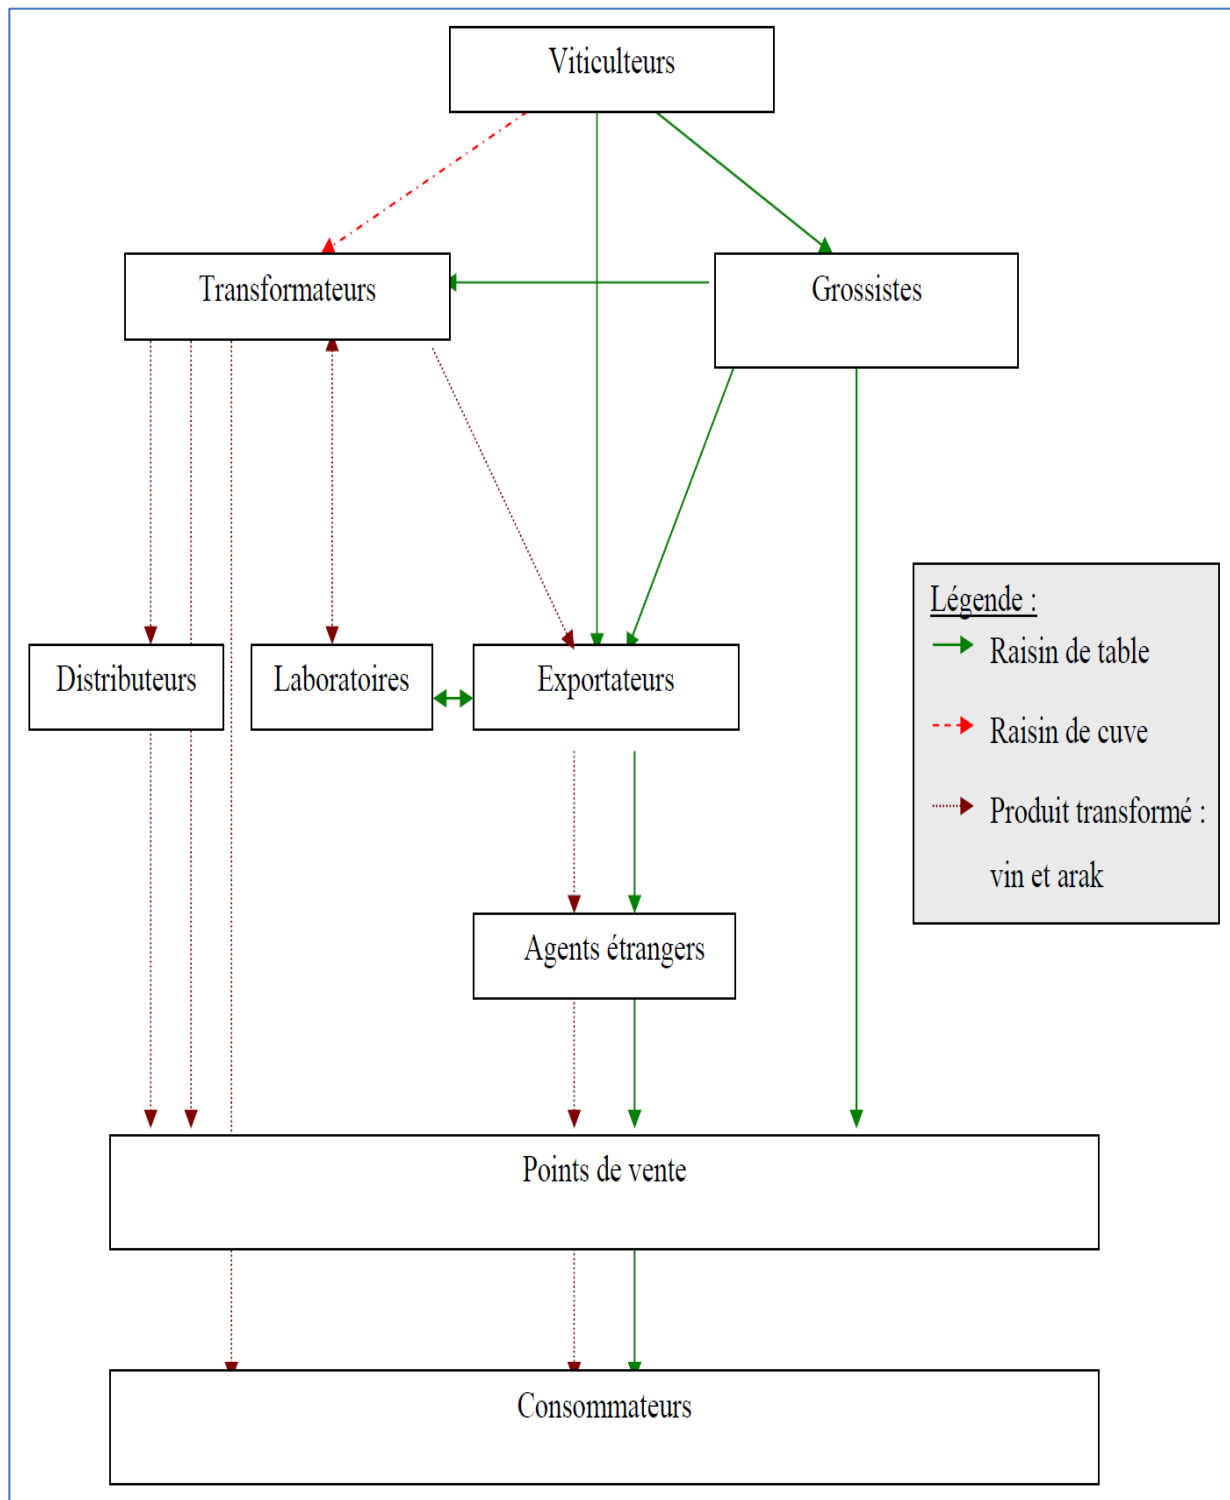 Viticulteurs
Transformateurs
Grossistes
Distributeurs
Laboratoires
Exportateurs
Légende :
Raisin de table
Raisin de cuve
Produit transformé :
vin et arak
Agents étrangers
Points de vente
Consommateurs